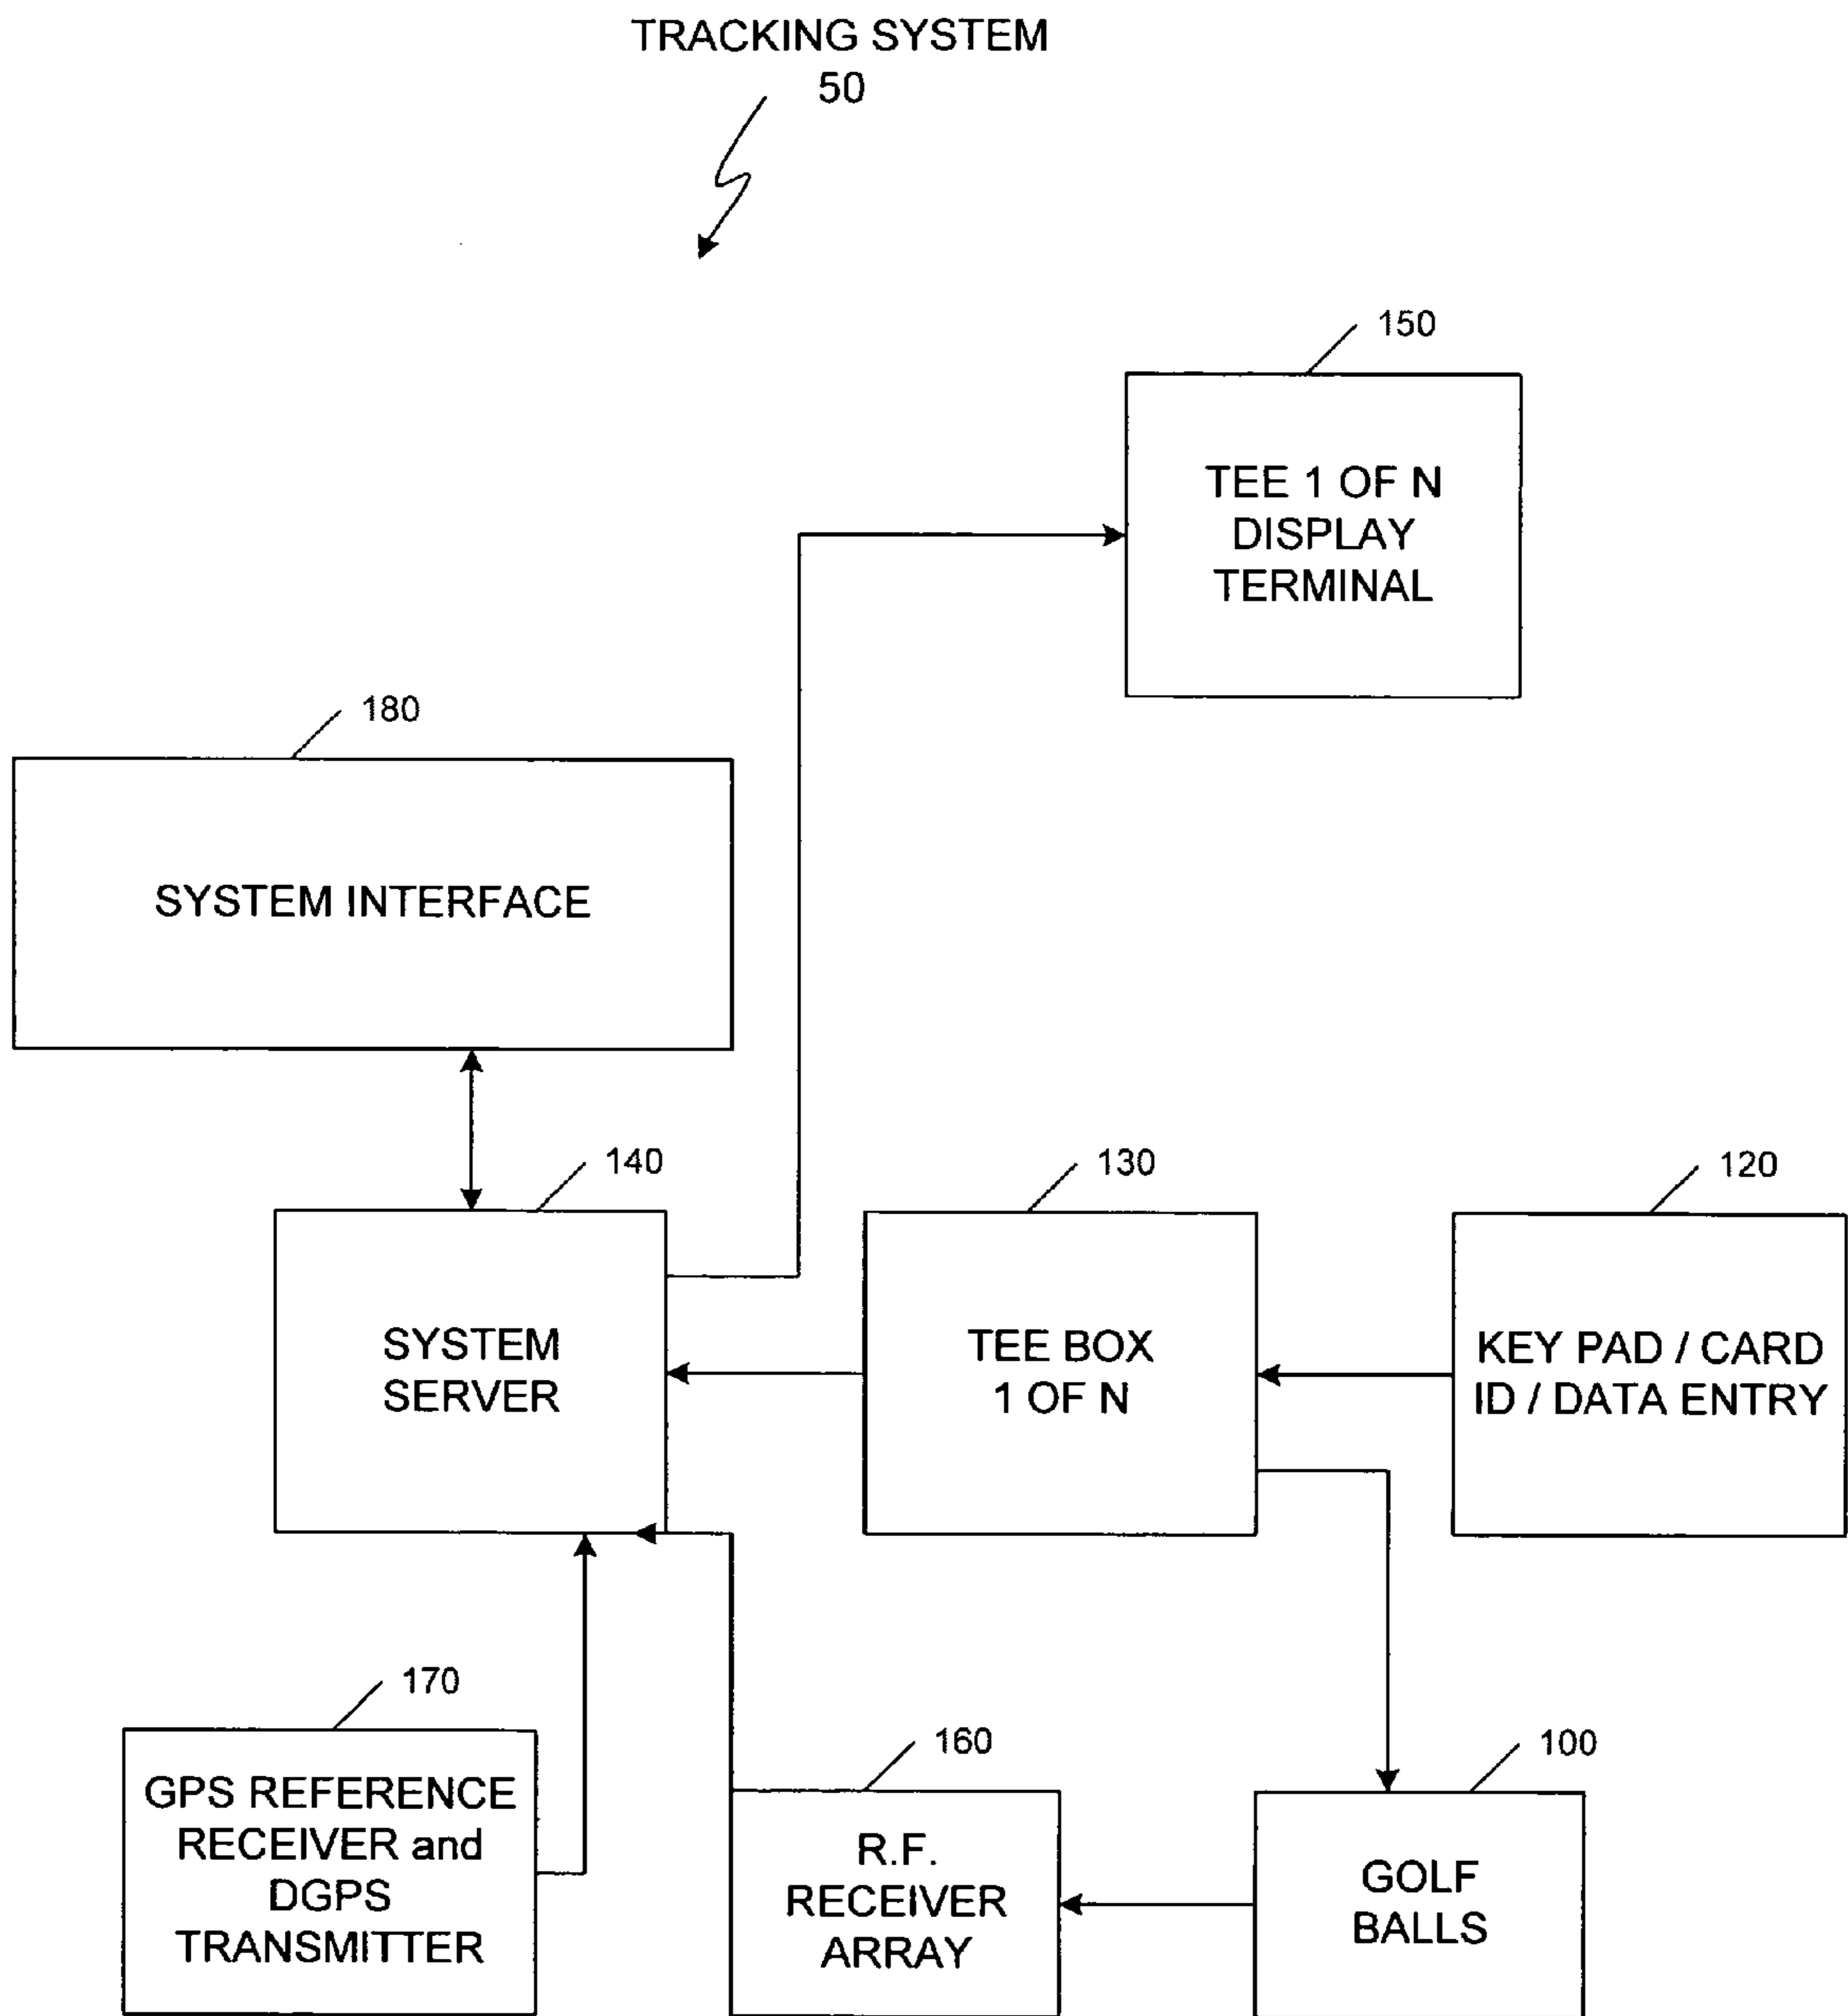 TRACKING SYSTEM
50
150
TEE 1 OF N
DISPLAY
TERMINAL
180
SYSTEM INTERFACE
140
SYSTEM
SERVER
130
TEE BOX
1 OF N
120
KEY PAD / CARD
ID / DATA ENTRY
170
GPS REFERENCE
RECEIVER and
DGPS
TRANSMITTER
160
R.F.
RECEIVER
ARRAY
100
GOLF
BALLS